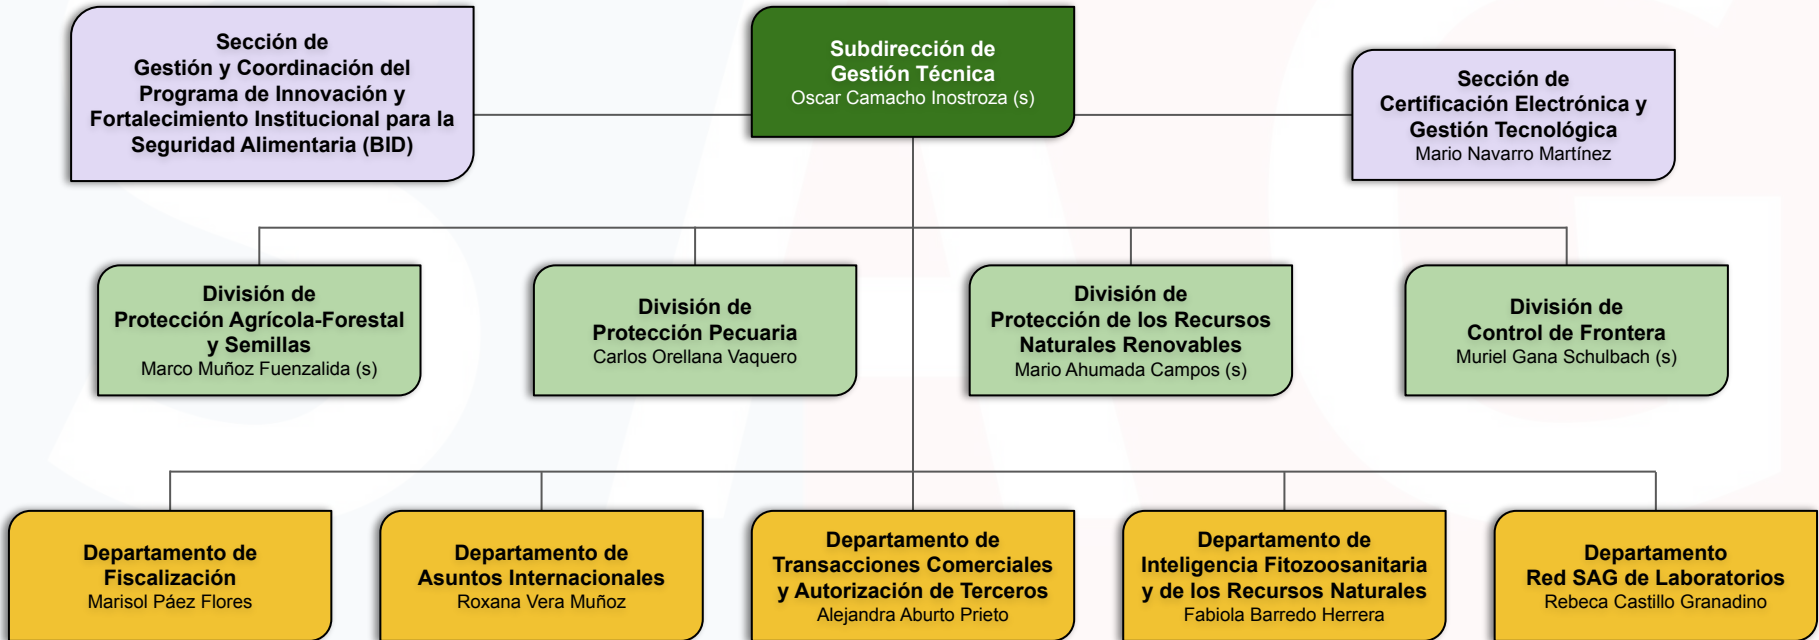 Sección de
Gestión y Coordinación del
Programa de Innovación y
Fortalecimiento Institucional para la
Seguridad Alimentaria (BID)
Subdirección de
Gestión Técnica
Oscar Camacho Inostroza (s)
Sección de
Certificación Electrónica y
Gestión Tecnológica
Mario Navarro Martínez
División de
Protección Agrícola-Forestal
y Semillas
Marco Muñoz Fuenzalida (s)
División de
Protección Pecuaria
Carlos Orellana Vaquero
División de
Protección de los Recursos
Naturales Renovables
Mario Ahumada Campos (s)
División de
Control de Frontera
Muriel Gana Schulbach (s)
Departamento de
Fiscalización
Marisol Páez Flores
Departamento de
Asuntos Internacionales
Roxana Vera Muñoz
Departamento de
Transacciones Comerciales
y Autorización de Terceros
Alejandra Aburto Prieto
Departamento de
Inteligencia Fitozoosanitaria
y de los Recursos Naturales
Fabiola Barredo Herrera
Departamento
Red SAG de Laboratorios
Rebeca Castillo Granadino
SAG